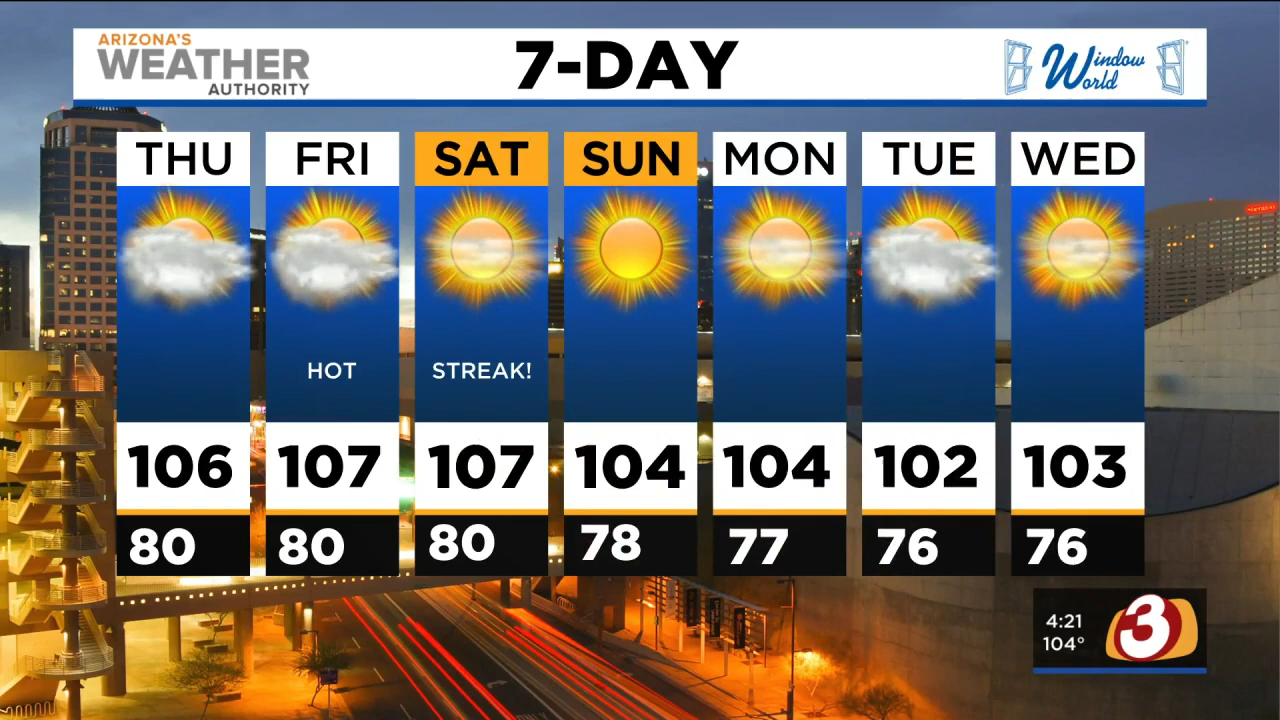 ARIZONA'S
WEATHER
AUTHORITY
7-DAY
Window
World
THU FRI SAT SUN MON TUE WED
HOT STREAK!
106 107 107 104 104 102 103
80 80 80 78 77 76 76
4:21
104°
3